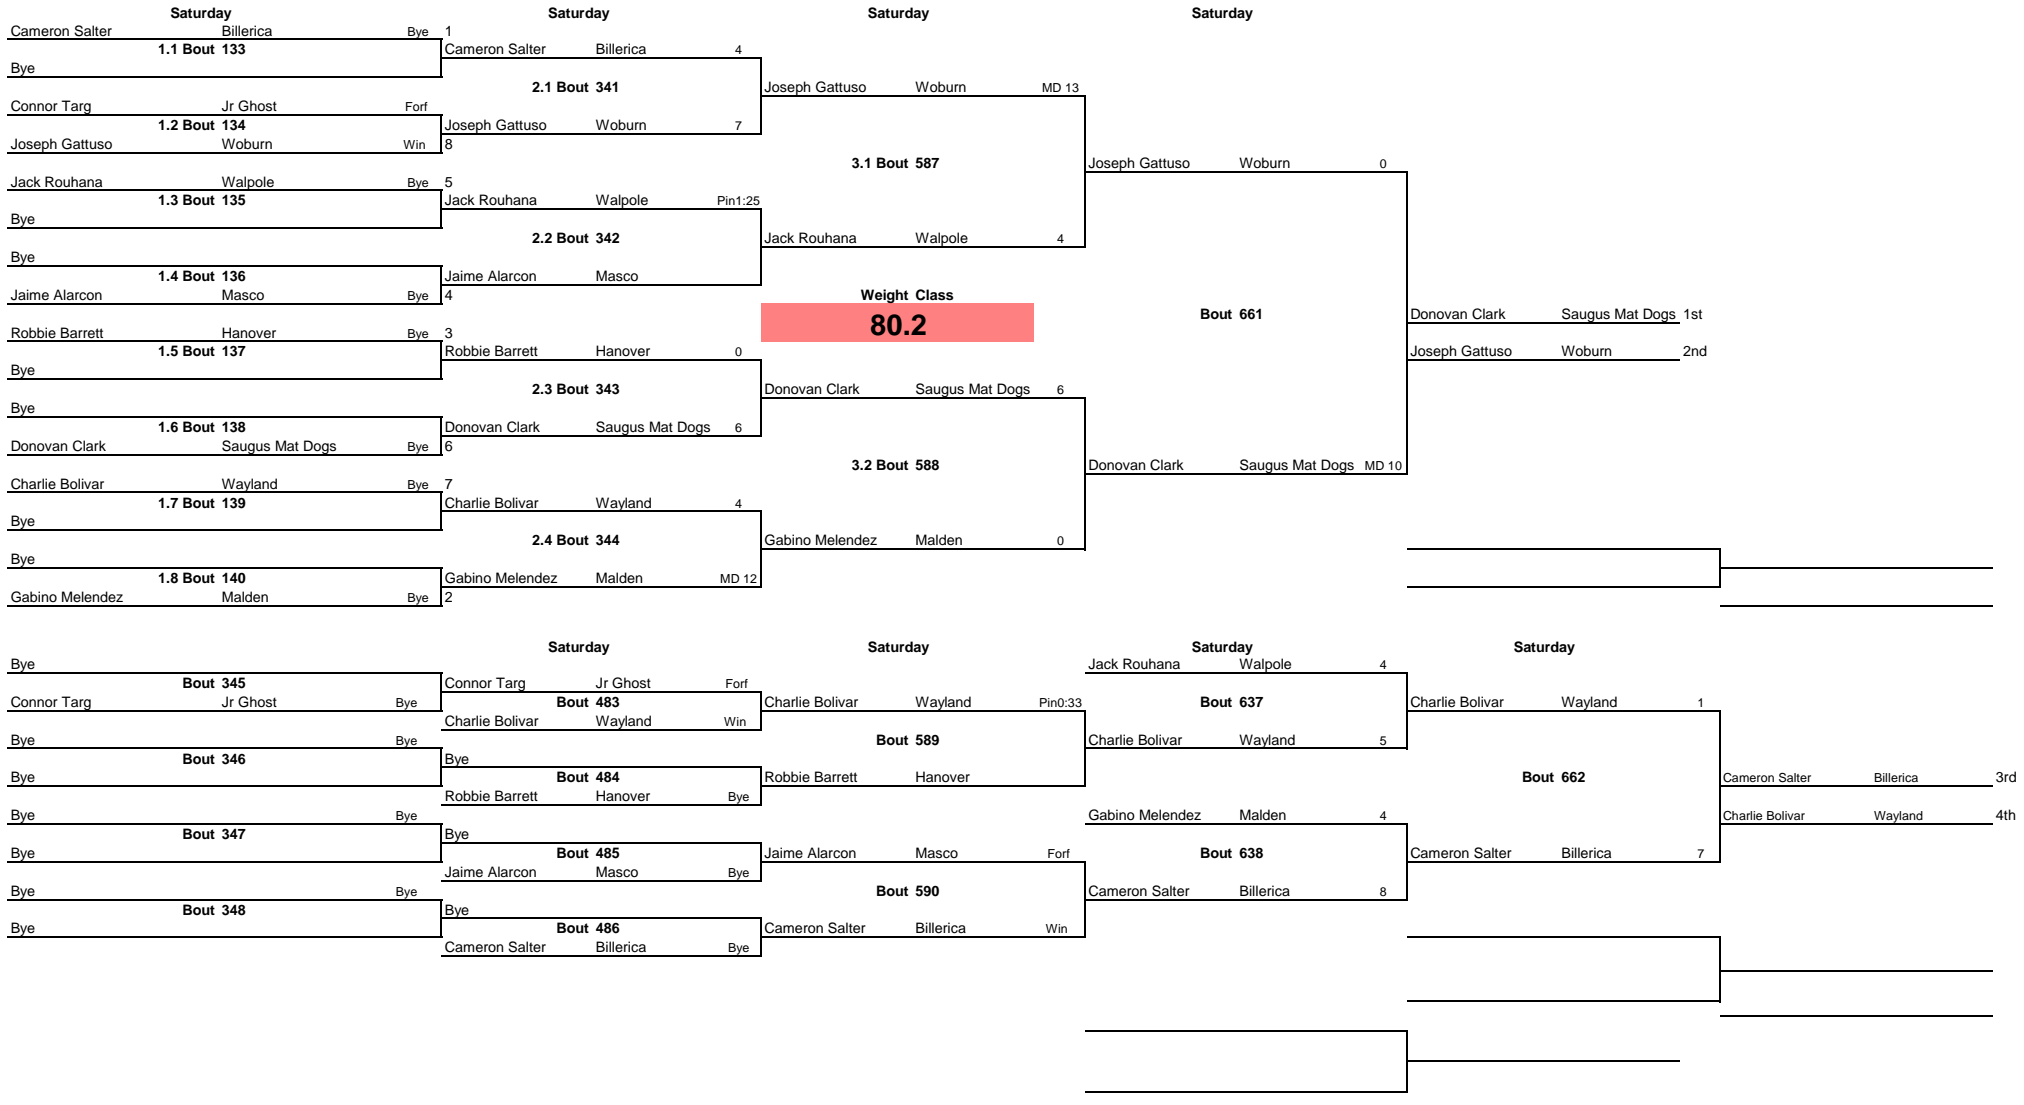 Saturday Saturday Saturday Saturday
Cameron Salter Billerica Bye 1
1.1 Bout 133 Cameron Salter Billerica 4
Bye
2.1 Bout 341 Joseph Gattuso Woburn MD 13
Connor Targ Jr Ghost Forf
1.2 Bout 134 Joseph Gattuso Woburn 7
Joseph Gattuso Woburn Win 8
3.1 Bout 587 Joseph Gattuso Woburn 0
Jack Rouhana Walpole Bye 5
1.3 Bout 135 Jack Rouhana Walpole Pin1:25
Bye
2.2 Bout 342 Jack Rouhana Walpole 4
Bye
1.4 Bout 136 Jaime Alarcon Masco
Jaime Alarcon Masco Bye 4 Weight Class
80.2 Bout 661 Donovan Clark Saugus Mat Dogs 1st
Robbie Barrett Hanover Bye 3
1.5 Bout 137 Robbie Barrett Hanover 0 Joseph Gattuso Woburn 2nd
Bye
2.3 Bout 343 Donovan Clark Saugus Mat Dogs 6
Bye
1.6 Bout 138 Donovan Clark Saugus Mat Dogs 6
Donovan Clark Saugus Mat Dogs Bye 6
3.2 Bout 588 Donovan Clark Saugus Mat Dogs MD 10
Charlie Bolivar Wayland Bye 7
1.7 Bout 139 Charlie Bolivar Wayland 4
Bye
2.4 Bout 344 Gabino Melendez Malden 0
Bye
1.8 Bout 140 Gabino Melendez Malden MD 12
Gabino Melendez Malden Bye 2
Saturday Saturday Saturday Saturday
Bye Jack Rouhana Walpole 4
Bout 345 Connor Targ Jr Ghost Forf
Connor Targ Jr Ghost Bye Bout 483 Charlie Bolivar Wayland Pin0:33 Bout 637 Charlie Bolivar Wayland 1
Charlie Bolivar Wayland Win
Bye Bye Bout 589 Charlie Bolivar Wayland 5
Bout 346 Bye
Bye Bout 484 Robbie Barrett Hanover Bout 662 Cameron Salter Billerica 3rd
Robbie Barrett Hanover Bye
Bye Bye Gabino Melendez Malden 4 Charlie Bolivar Wayland 4th
Bout 347 Bye
Bye Bout 485 Jaime Alarcon Masco Forf Bout 638 Cameron Salter Billerica 7
Jaime Alarcon Masco Bye
Bye Bye Bout 590 Cameron Salter Billerica 8
Bout 348 Bye
Bye Bout 486 Cameron Salter Billerica Win
Cameron Salter Billerica Bye